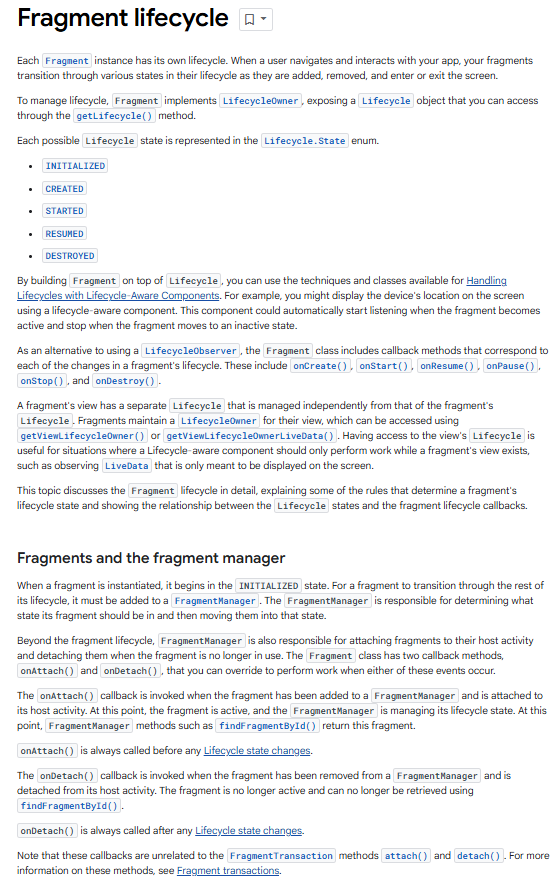 Fragment lifecycle
Each Fragment instance has its own lifecycle. When a user navigates and interacts with your app, your fragments
transition through various states in their lifecycle as they are added, removed, and enter or exit the screen.
To manage lifecycle, Fragment implements LifecycleOwner, exposing a Lifecycle object that you can access
through the getLifecycle() method.
Each possible Lifecycle state is represented in the Lifecycle.State enum.
• INITIALIZED
• CREATED
• STARTED
• RESUMED
• DESTROYED
By building Fragment on top of Lifecycle, you can use the techniques and classes available for Handling
Lifecycles with Lifecycle-Aware Components. For example, you might display the device's location on the screen
using a lifecycle-aware component. This component could automatically start listening when the fragment becomes
active and stop when the fragment moves to an inactive state.
As an alternative to using a LifecycleObserver, the Fragment class includes callback methods that correspond to
each of the changes in a fragment's lifecycle. These include onCreate(), onStart(), onResume(), onPause(),
onStop(), and onDestroy().
A fragment's view has a separate Lifecycle that is managed independently from that of the fragment's
Lifecycle. Fragments maintain a LifecycleOwner for their view, which can be accessed using
getViewLifecycleOwner() or getViewLifecycleOwnerLiveData(). Having access to the view's Lifecycle is
useful for situations where a Lifecycle-aware component should only perform work while a fragment's view exists,
such as observing LiveData that is only meant to be displayed on the screen.
This topic discusses the Fragment lifecycle in detail, explaining some of the rules that determine a fragment's
lifecycle state and showing the relationship between the Lifecycle states and the fragment lifecycle callbacks.
Fragments and the fragment manager
When a fragment is instantiated, it begins in the INITIALIZED state. For a fragment to transition through the rest of
its lifecycle, it must be added to a FragmentManager. The FragmentManager is responsible for determining what
state its fragment should be in and then moving them into that state.
Beyond the fragment lifecycle, FragmentManager is also responsible for attaching fragments to their host activity
and detaching them when the fragment is no longer in use. The Fragment class has two callback methods,
onAttach() and onDetach(), that you can override to perform work when either of these events occur.
The onAttach() callback is invoked when the fragment has been added to a FragmentManager and is attached to
its host activity. At this point, the fragment is active, and the FragmentManager is managing its lifecycle state. At this
point, FragmentManager methods such as findFragmentById() return this fragment.
onAttach() is always called before any Lifecycle state changes.
The onDetach() callback is invoked when the fragment has been removed from a FragmentManager and is
detached from its host activity. The fragment is no longer active and can no longer be retrieved using
findFragmentById().
onDetach() is always called after any Lifecycle state changes.
Note that these callbacks are unrelated to the FragmentTransaction methods attach() and detach(). For more
information on these methods, see Fragment transactions.